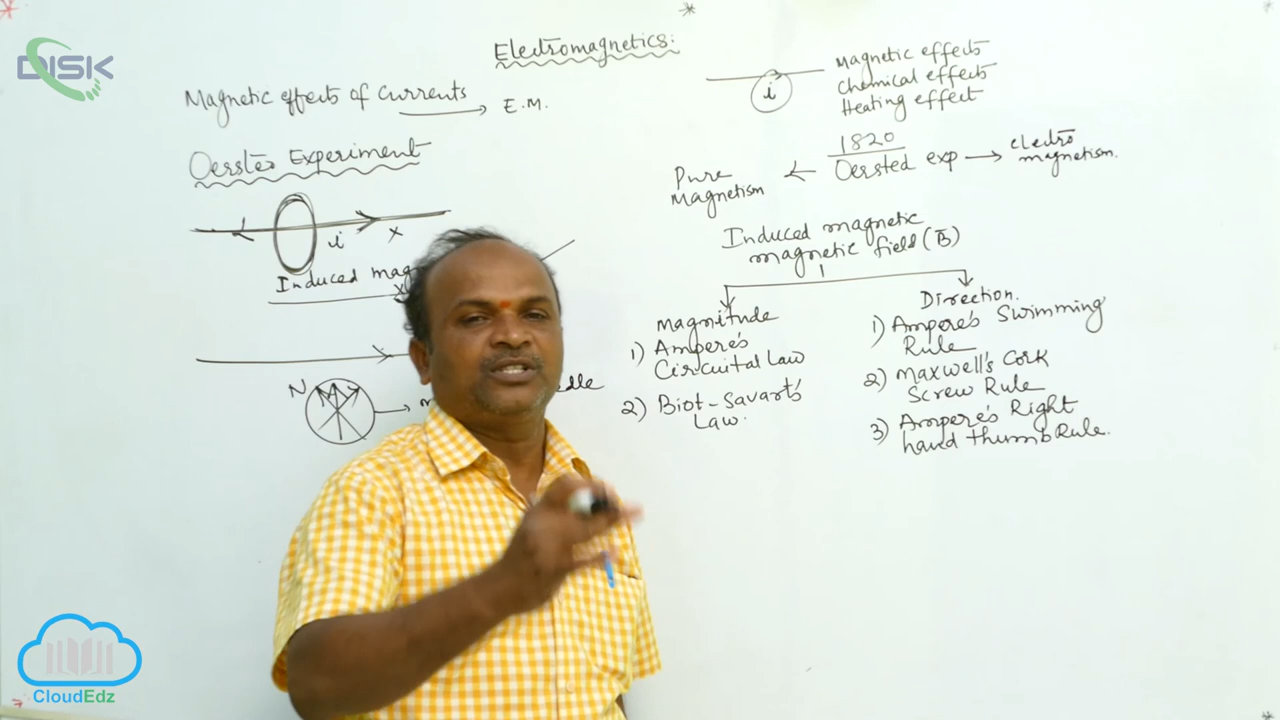 DISK
Electromagnetics:
Magnetic effects of Currents → E.M.
Oersted Experiment
i
x
Induced mag
N
dle
i
Magnetic effects
Chemical effects
Heating effect
1820
Oersted exp → electro
magnetism.
Pure
Magnetism
Induced magnetic
magnetic field (B)
Magnitude
1) Ampere's
Circuital Law
2) Biot-Savart's
Law.
Direction.
1) Ampere's Swimming
Rule
2) Maxwell's Cork
Screw Rule
3) Ampere's Right
hand thumb Rule.
CloudEdz